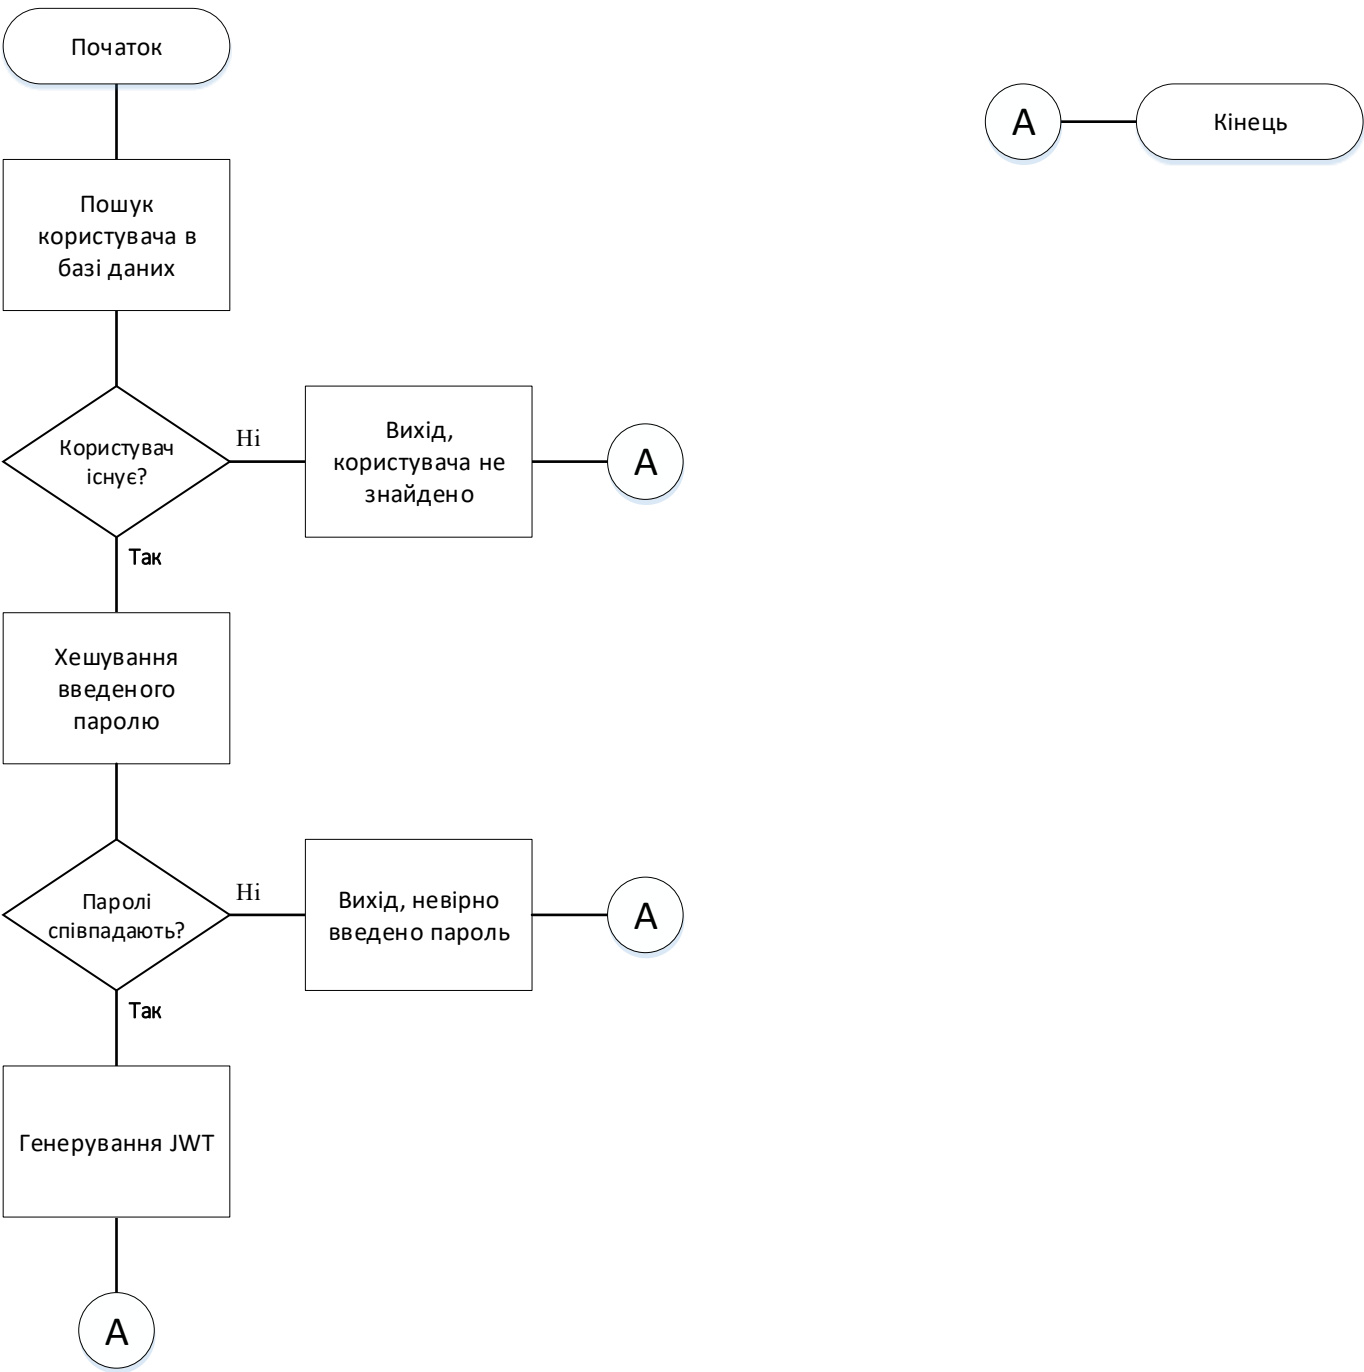 Початок
А
Кінець
Пошук
користувача в
базі даних
Користувач
існує?
Ні
Вихід,
користувача не
знайдено
А
Так
Хешування
введеного
паролю
Паролі
співпадають?
Ні
Вихід, невірно
введено пароль
А
Так
Генерування JWT
А